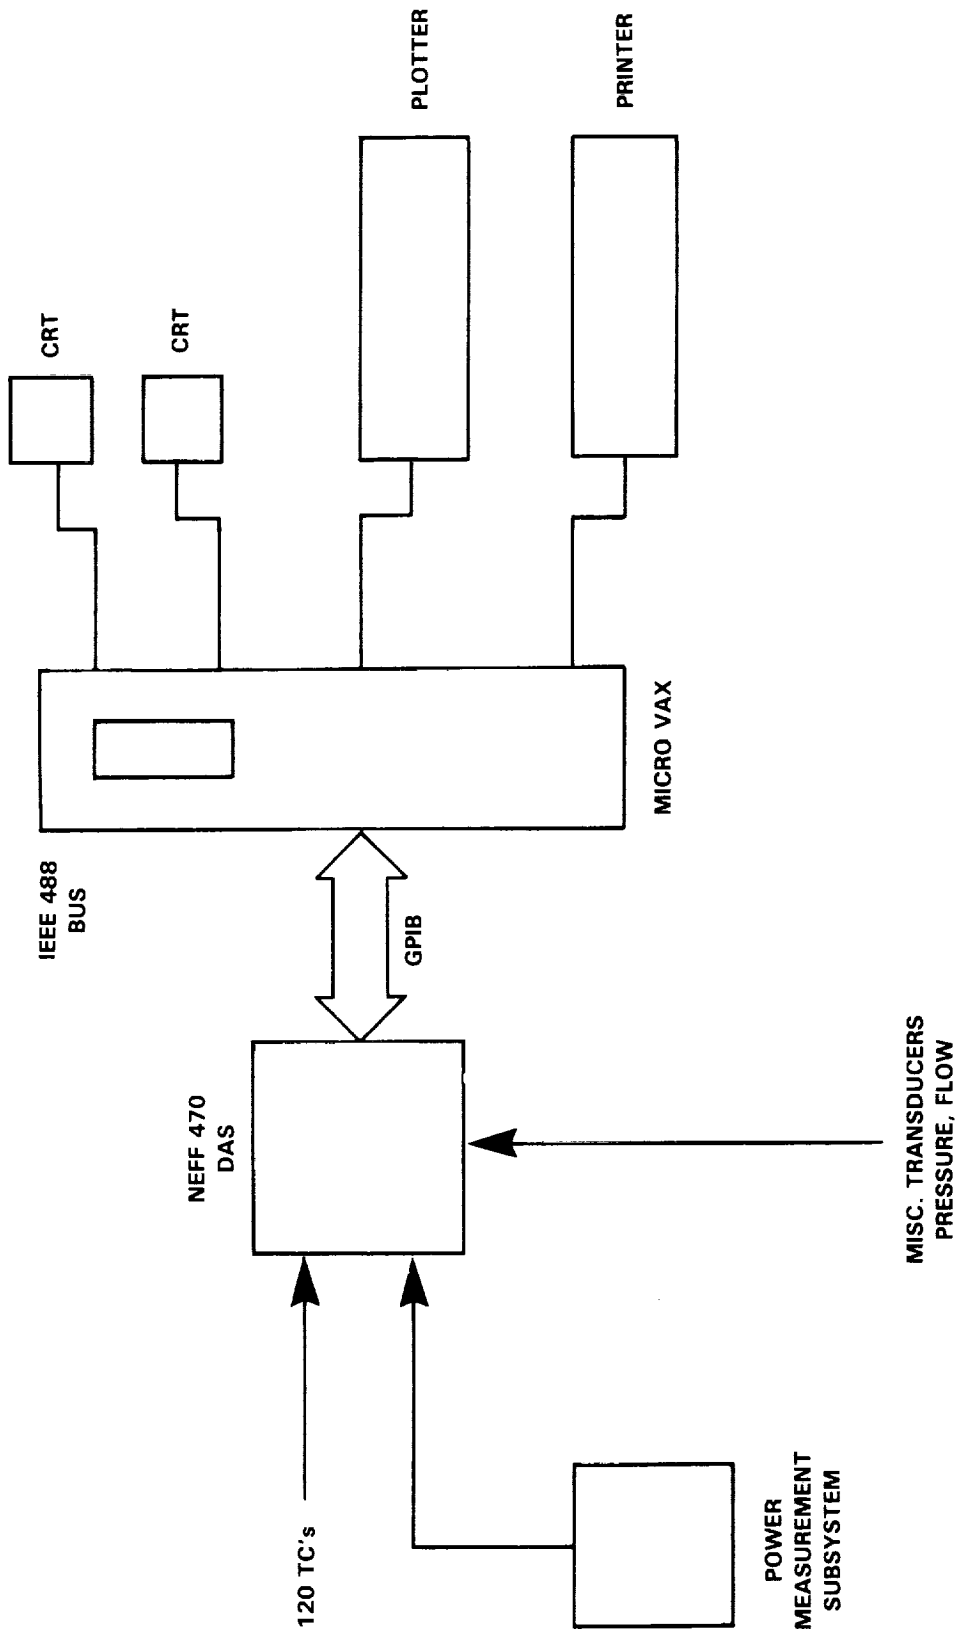 120 TC's
POWER
MEASUREMENT
SUBSYSTEM
NEFF 470
DAS
MISC. TRANSDUCERS
PRESSURE, FLOW
IEEE 488
BUS
GPIB
MICRO VAX
CRT
CRT
PLOTTER
PRINTER